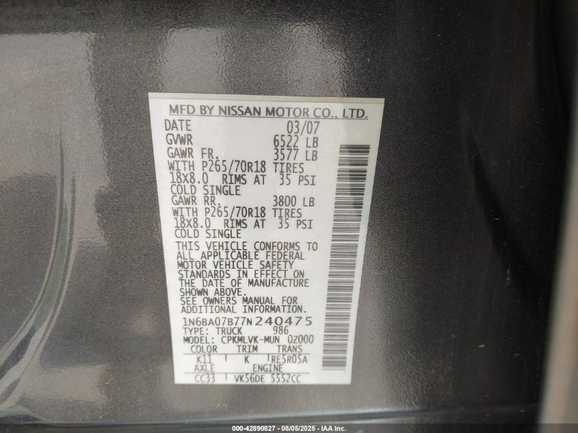 MFD BY NISSAN MOTOR CO., LTD.
DATE 03/07
GVWR 6522 LB
GAWR FR. 3577 LB
WITH P265/70R18 TIRES
18X8.0 RIMS AT 35 PSI
COLD SINGLE
GAWR RR. 3800 LB
WITH P265/70R18 TIRES
18X8.0 RIMS AT 35 PSI
COLD SINGLE
THIS VEHICLE CONFORMS TO
ALL APPLICABLE FEDERAL
MOTOR VEHICLE SAFETY
STANDARDS IN EFFECT ON
THE DATE OF MANUFACTURE
SHOWN ABOVE.
SEE OWNERS MANUAL FOR
ADDITIONAL INFORMATION.
1N6BA07B77N240475
TYPE: TRUCK 986
MODEL: CPKMLVK-MUN Q2000
COLOR TRIM TRANS
K11 K RE5R05A
AXLE ENGINE
CC33 VK56DE 5552CC
000-42890827 - 08/05/2025 - IAA Inc.